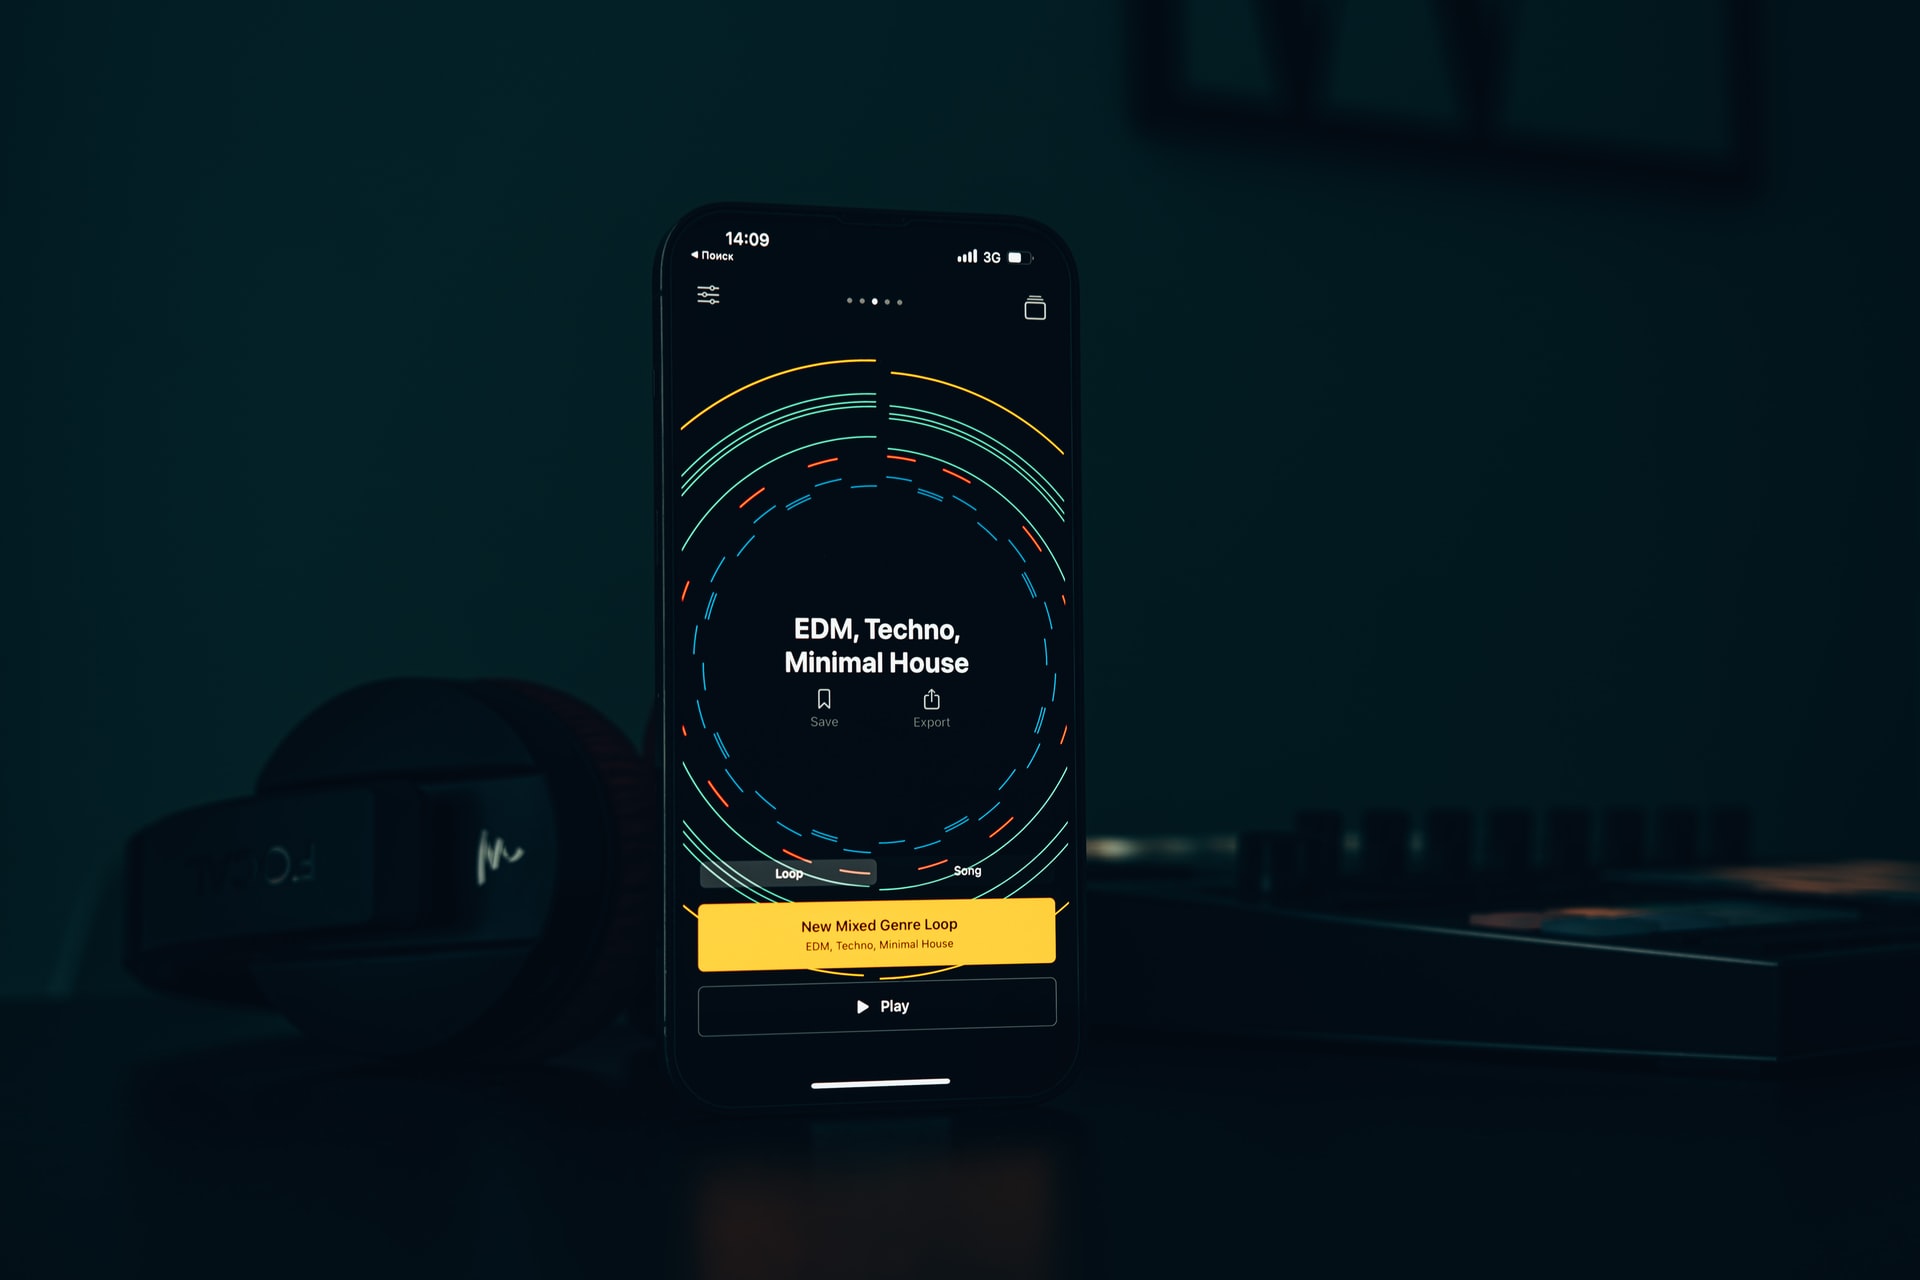 14:09
◀ Поиск
3G
EDM, Techno,
Minimal House
Save
Export
Loop
Song
New Mixed Genre Loop
EDM, Techno, Minimal House
Play
FOCAL